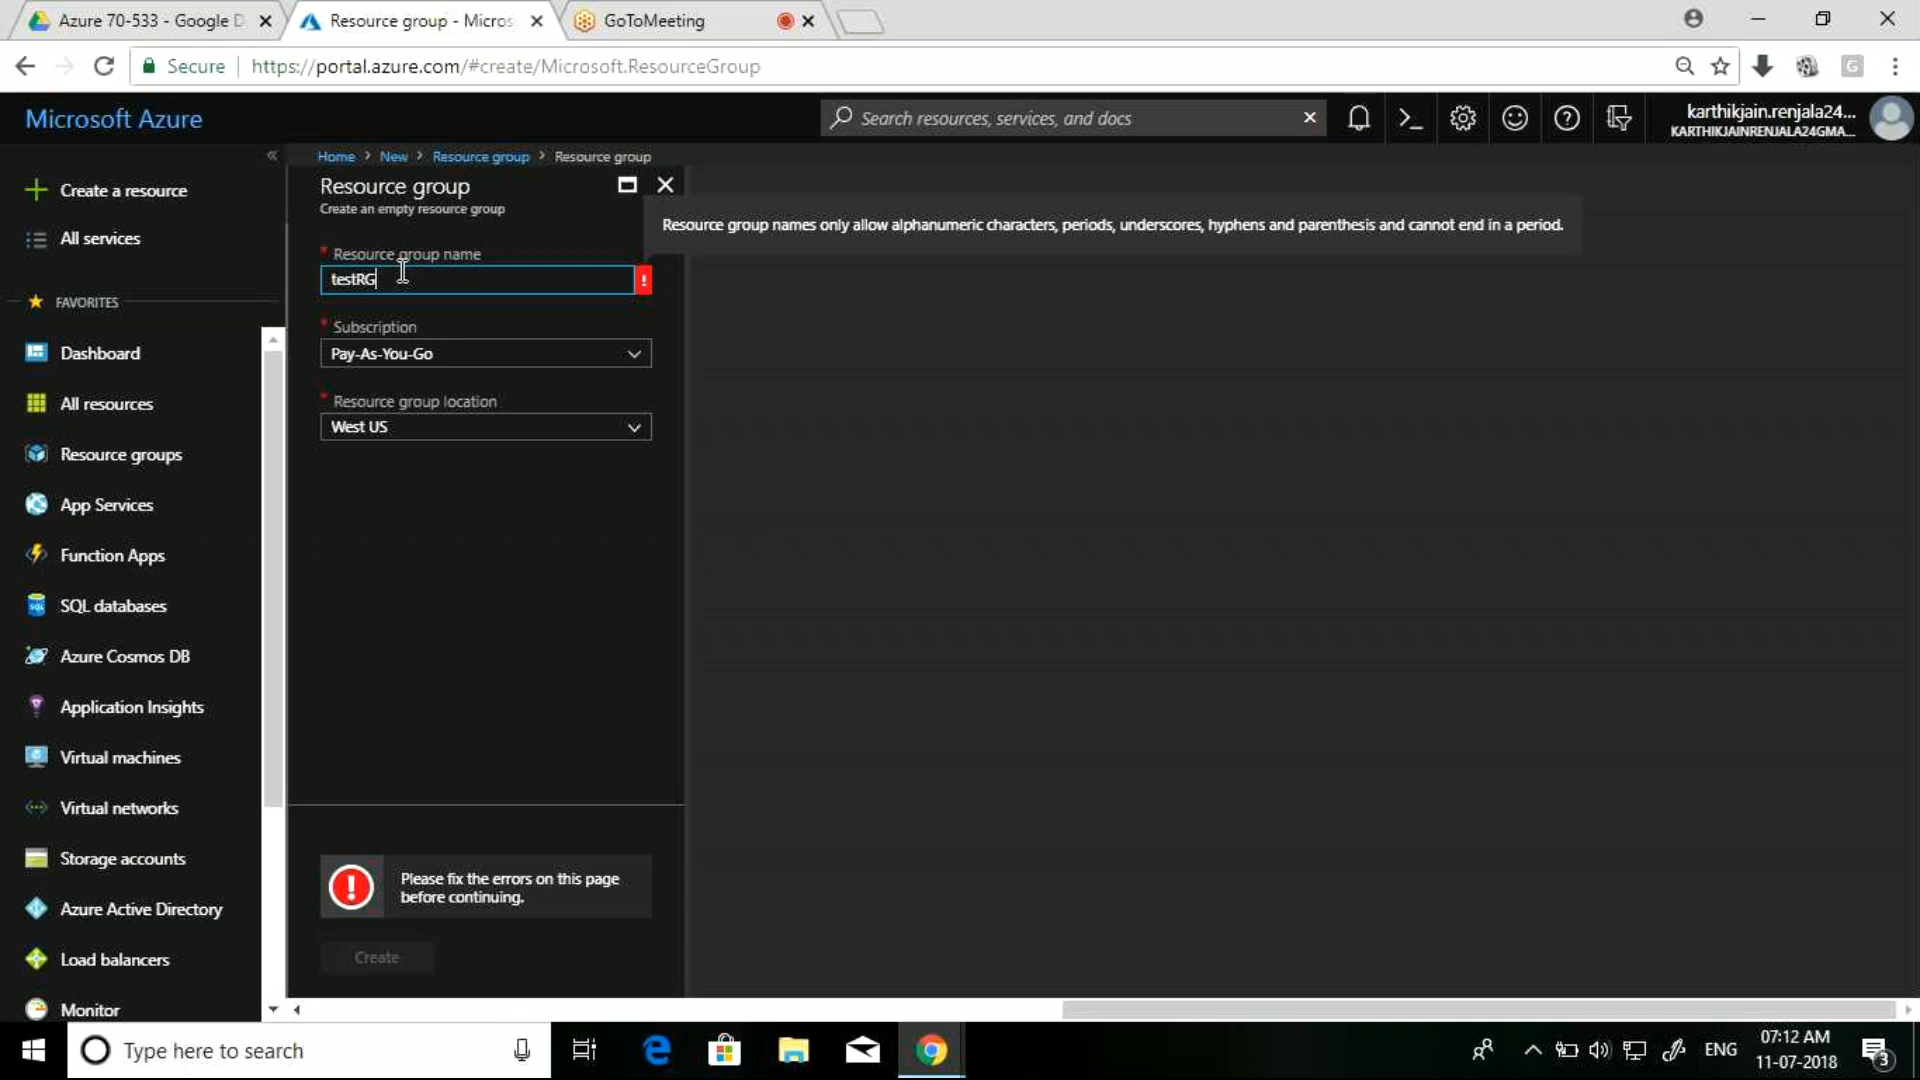 Azure 70-533 - Google D
Resource group - Micros
GoToMeeting
Secure
https://portal.azure.com/#create/Microsoft.ResourceGroup
G
Microsoft Azure
Search resources, services, and docs
karthikjain.renjala24...
KARTHIKJAINRENJALA24GMA...
Home > New > Resource group > Resource group
Create a resource
All services
FAVORITES
Dashboard
All resources
Resource groups
App Services
Function Apps
SQL databases
Azure Cosmos DB
Application Insights
Virtual machines
Virtual networks
Storage accounts
Azure Active Directory
Load balancers
Monitor
Resource group
Create an empty resource group
Resource group names only allow alphanumeric characters, periods, underscores, hyphens and parenthesis and cannot end in a period.
* Resource group name
testRG
* Subscription
Pay-As-You-Go
* Resource group location
West US
Please fix the errors on this page
before continuing.
Create
Type here to search
ENG
07:12 AM
11-07-2018
3